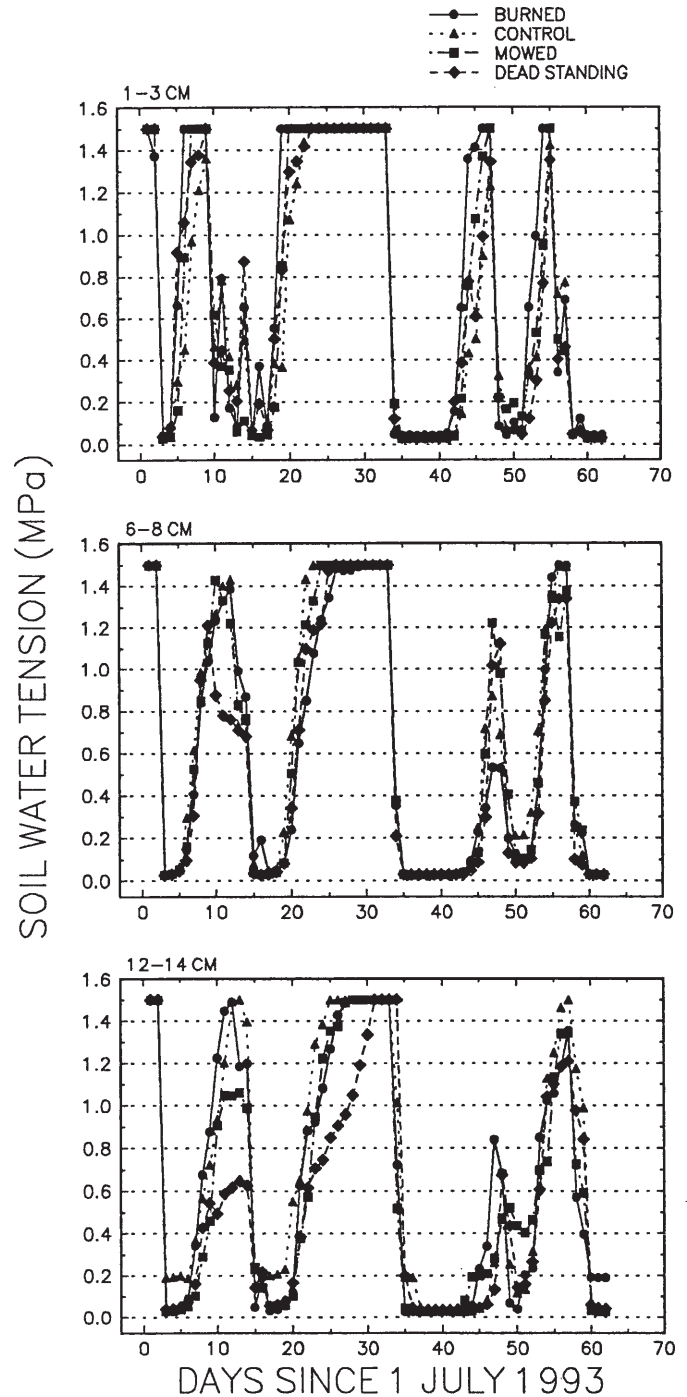 BURNED
CONTROL
MOWED
DEAD STANDING
1-3 CM
1.6
1.4
1.2
1.0
0.8
0.6
0.4
0.2
0.0
0 10 20 30 40 50 60 70
6-8 CM
1.6
1.4
1.2
1.0
0.8
0.6
0.4
0.2
0.0
0 10 20 30 40 50 60 70
12-14 CM
1.6
1.4
1.2
1.0
0.8
0.6
0.4
0.2
0.0
0 10 20 30 40 50 60 70
SOIL WATER TENSION (MPa)
DAYS SINCE 1 JULY 1993